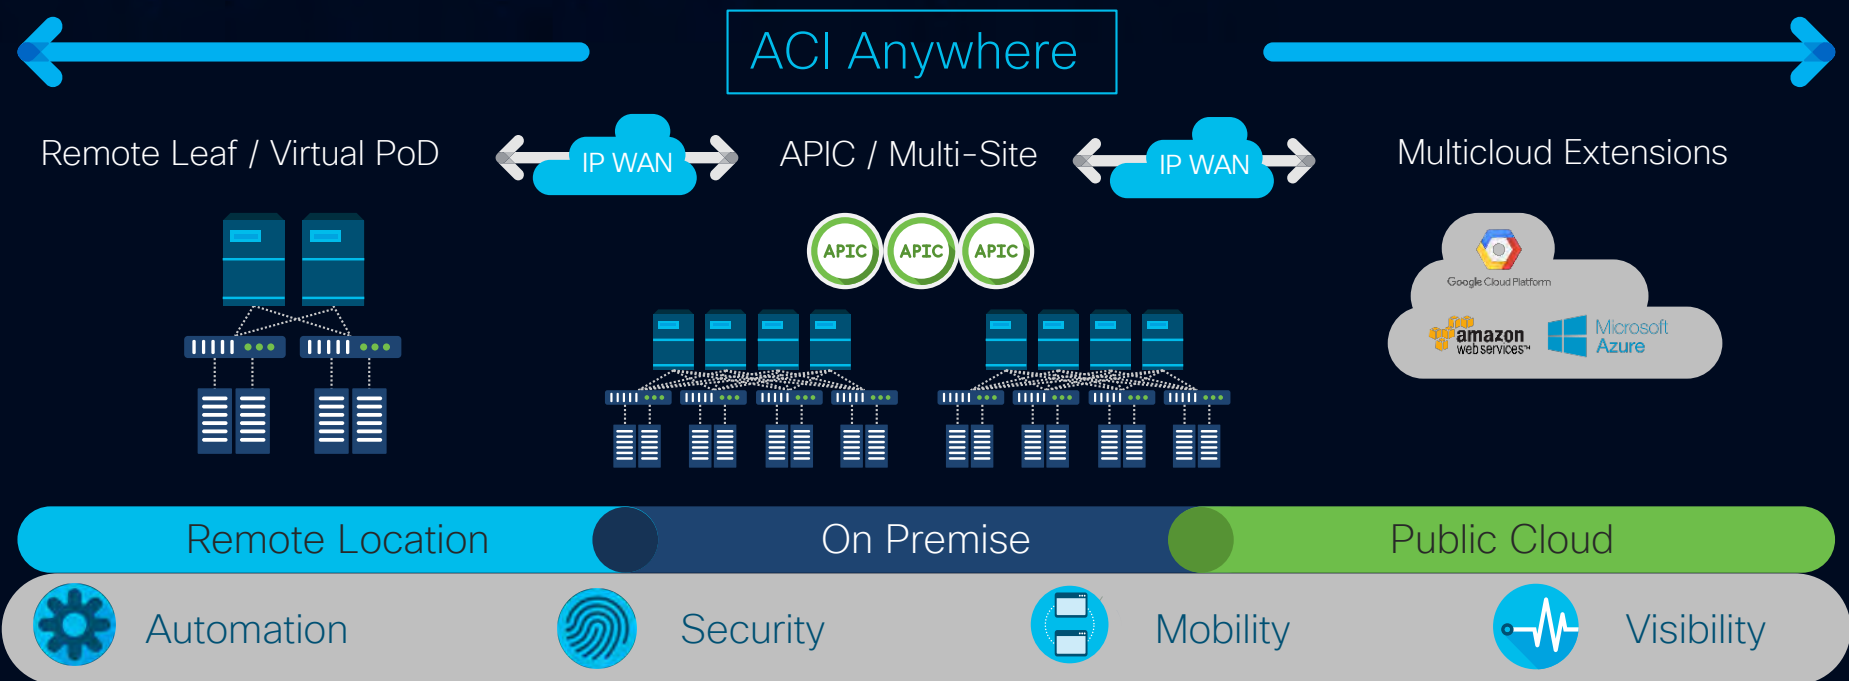 ACI Anywhere
Remote Leaf / Virtual PoD
IP WAN
APIC / Multi-Site
IP WAN
Multicloud Extensions
APIC
APIC
APIC
Google Cloud Platform
amazon
web services™
Microsoft
Azure
Remote Location
On Premise
Public Cloud
Automation
Security
Mobility
Visibility